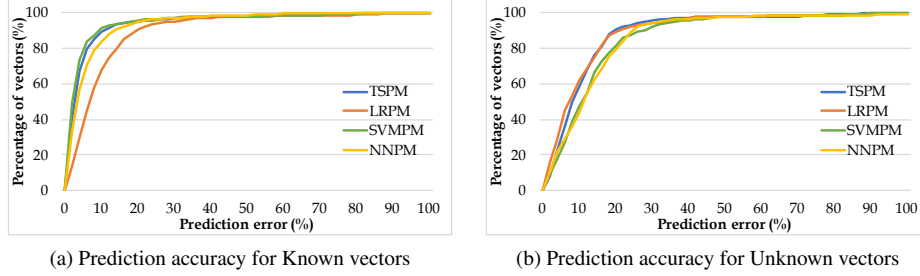 Percentage of vectors(%)
100
80
60
40
20
0
TSPM
LRPM
SVMPM
NNPM
0 10 20 30 40 50 60 70 80 90 100
Prediction error(%)
(a) Prediction accuracy for Known vectors
Percentage of vectors(%)
100
80
60
40
20
0
TSPM
LRPM
SVMPM
NNPM
0 10 20 30 40 50 60 70 80 90 100
Prediction error(%)
(b) Prediction accuracy for Unknown vectors